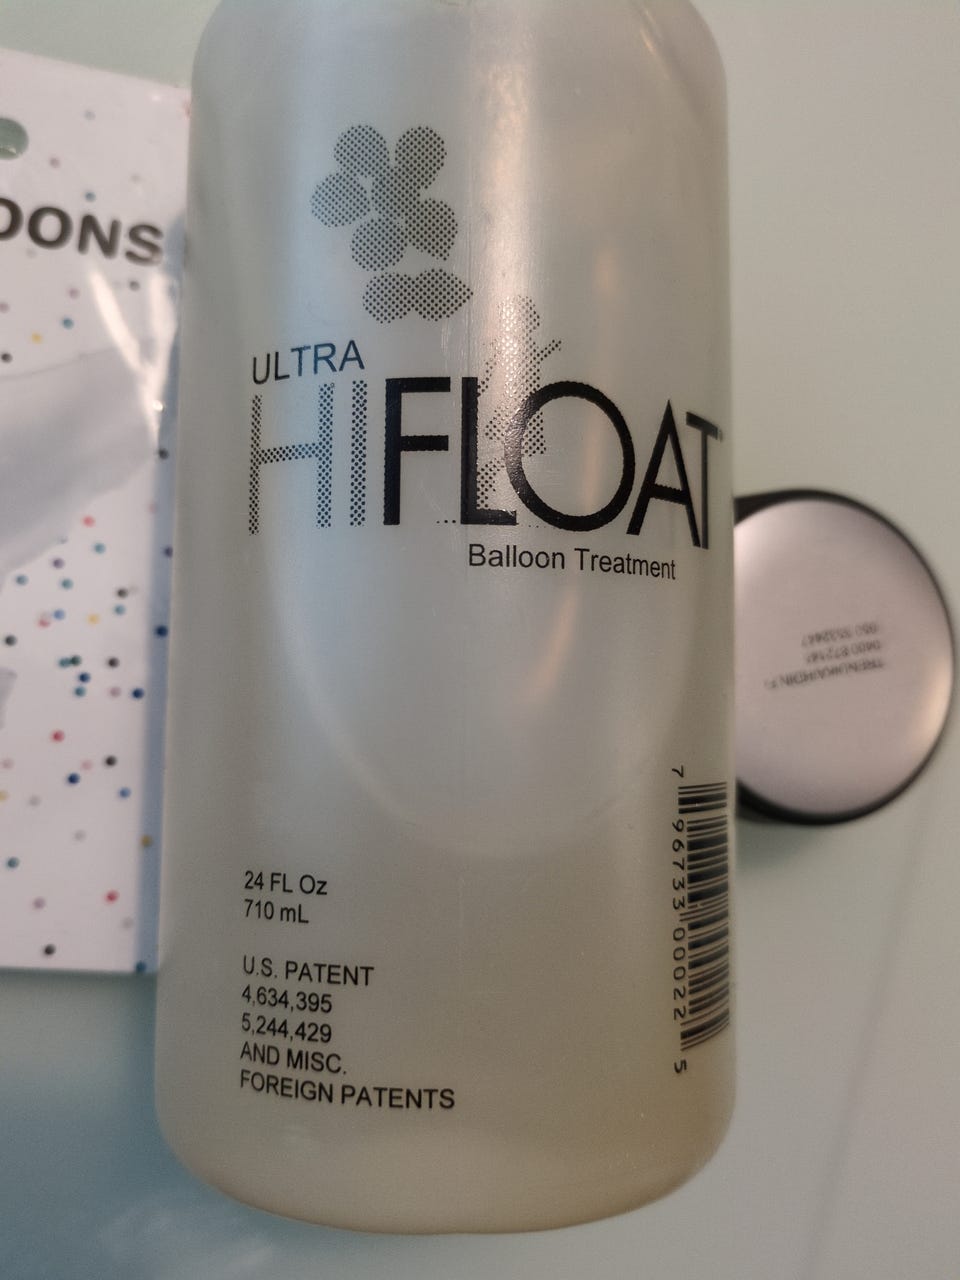 OONS
ULTRA
HIFLOAT
Balloon Treatment
24 FL Oz
710 mL
U.S. PATENT
4,634,395
5,244,429
AND MISC.
FOREIGN PATENTS
7 96733 00022 5